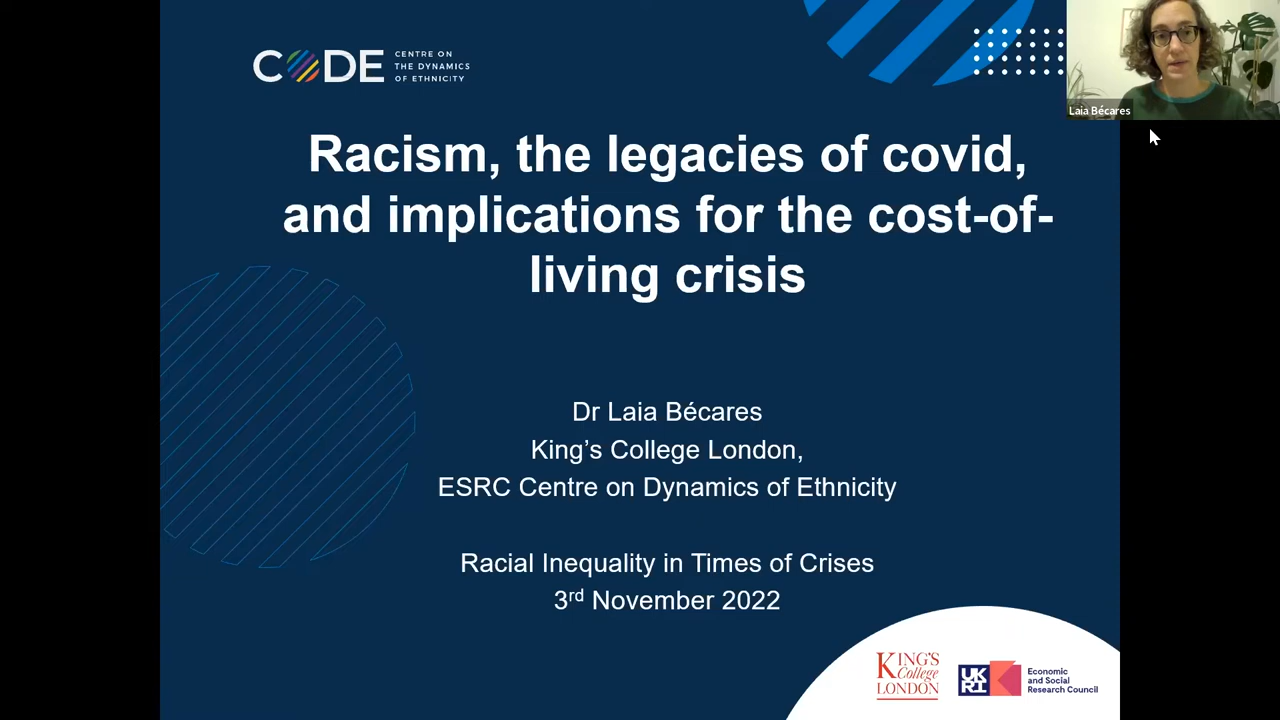 CODE
CENTRE ON
THE DYNAMICS
OF ETHNICITY
Laia Bécares
Racism, the legacies of covid,
and implications for the cost-of-
living crisis
Dr Laia Bécares
King's College London,
ESRC Centre on Dynamics of Ethnicity
Racial Inequality in Times of Crises
3rd November 2022
KING'S
College
LONDON
UK
RI
Economic
and Social
Research Council